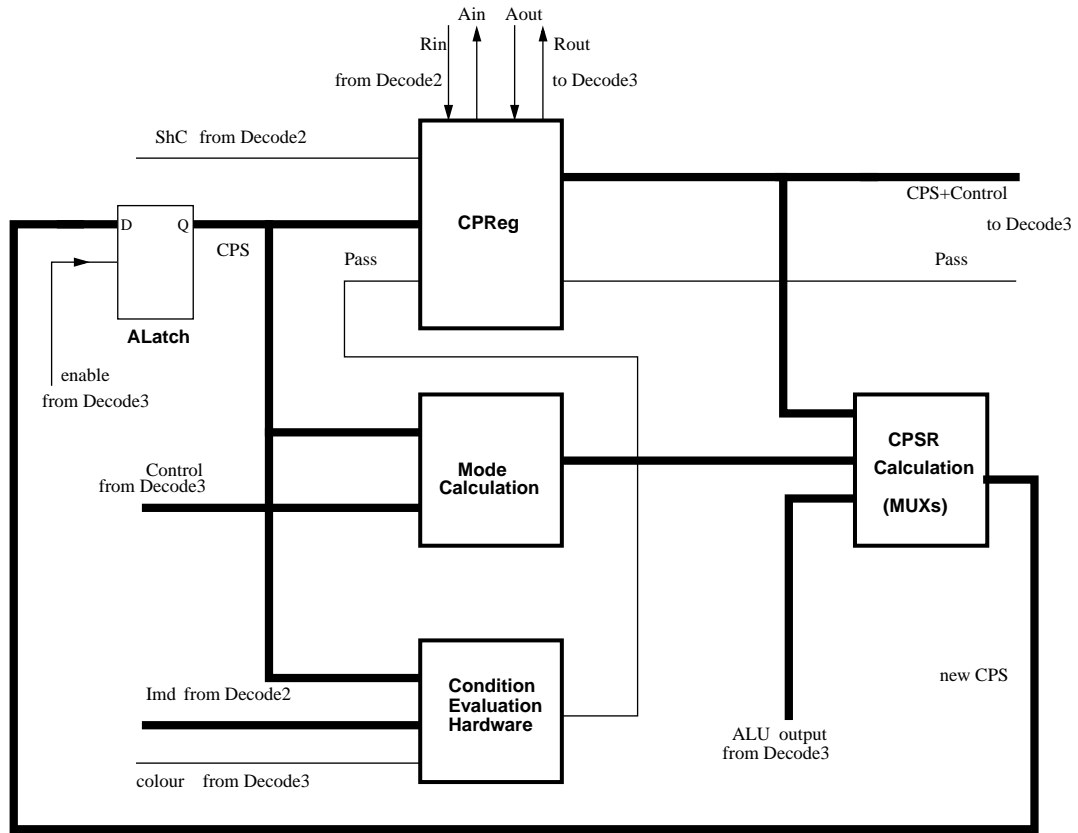 Ain
Aout
Rin
Rout
from Decode2
to Decode3
ShC from Decode2
CPReg
CPS+Control
to Decode3
D
Q
CPS
Pass
Pass
ALatch
enable
from Decode3
Control
from Decode3
Mode
Calculation
CPSR
Calculation
(MUXs)
Imd from Decode2
Condition
Evaluation
Hardware
new CPS
ALU output
from Decode3
colour from Decode3